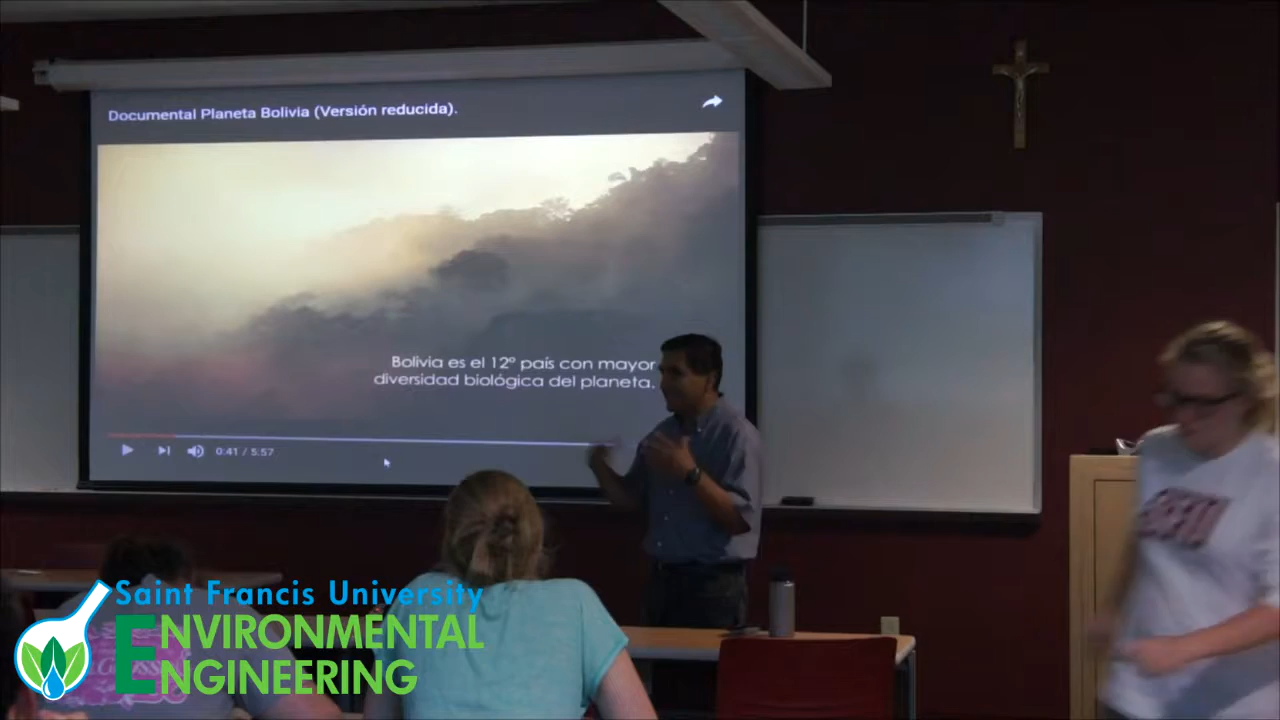 Documental Planeta Bolivia (Versión reducida).
Bolivia es el 12º país con mayor
diversidad biológica del planeta.
0:41 / 5:57
Saint Francis University
ENVIRONMENTAL
ENGINEERING